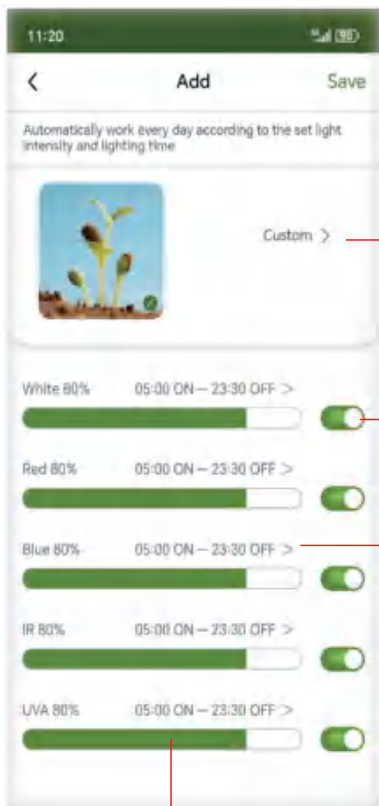 11:20 5G 90
< Add Save
Automatically work every day according to the set light
intensity and lighting time
Custom >
White 80% 05:00 ON — 23:30 OFF >
Red 80% 05:00 ON — 23:30 OFF >
Blue 80% 05:00 ON — 23:30 OFF >
IR 80% 05:00 ON — 23:30 OFF >
UVA 80% 05:00 ON — 23:30 OFF >